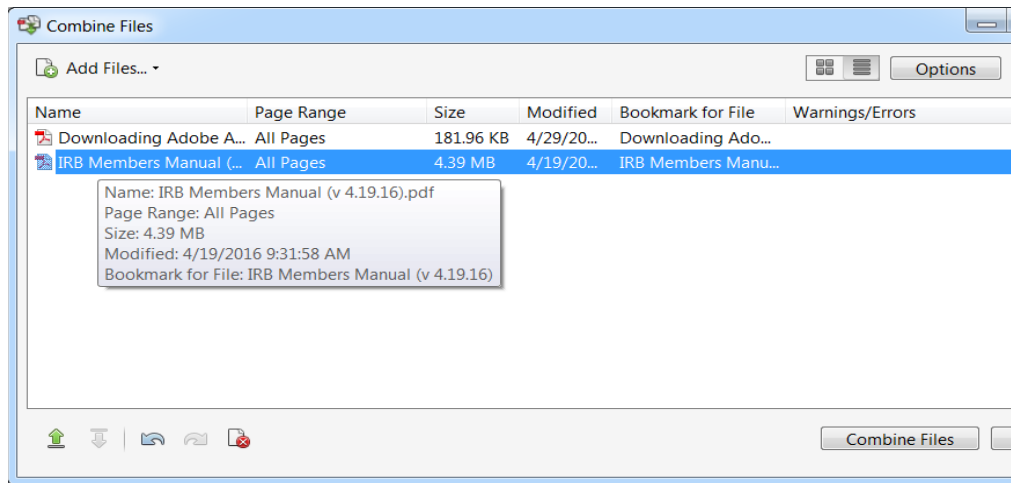 Combine Files
Add Files...
Options
Name Page Range Size Modified Bookmark for File Warnings/Errors
Downloading Adobe A... All Pages 181.96 KB 4/29/20... Downloading Ado...
IRB Members Manual (... All Pages 4.39 MB 4/19/20... IRB Members Manu...
Name: IRB Members Manual (v 4.19.16).pdf
Page Range: All Pages
Size: 4.39 MB
Modified: 4/19/2016 9:31:58 AM
Bookmark for File: IRB Members Manual (v 4.19.16)
Combine Files